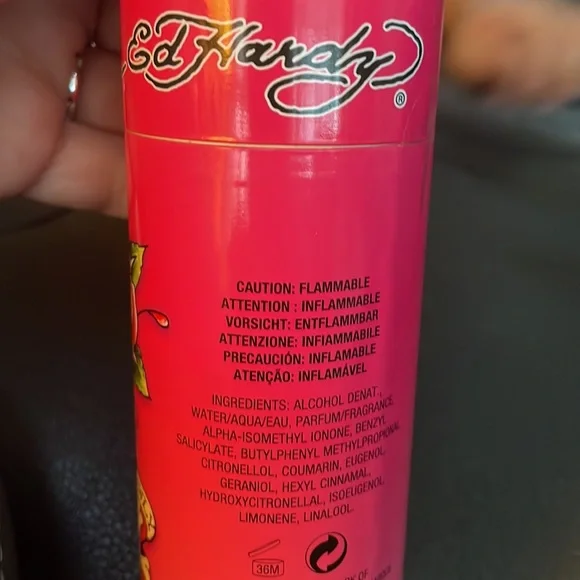 Ed Hardy
®
CAUTION: FLAMMABLE
ATTENTION : INFLAMMABLE
VORSICHT: ENTFLAMMBAR
ATTENZIONE: INFIAMMABILE
PRECAUCIÓN: INFLAMABLE
ATENÇÃO: INFLAMÁVEL
INGREDIENTS: ALCOHOL DENAT.,
WATER/AQUA/EAU, PARFUM/FRAGRANCE,
ALPHA-ISOMETHYL IONONE, BENZYL
SALICYLATE, BUTYLPHENYL METHYLPROPIONAL
CITRONELLOL, COUMARIN, EUGENOL,
GERANIOL, HEXYL CINNAMAL,
HYDROXYCITRONELLAL, ISOEUGENOL,
LIMONENE, LINALOOL.
36M
OF